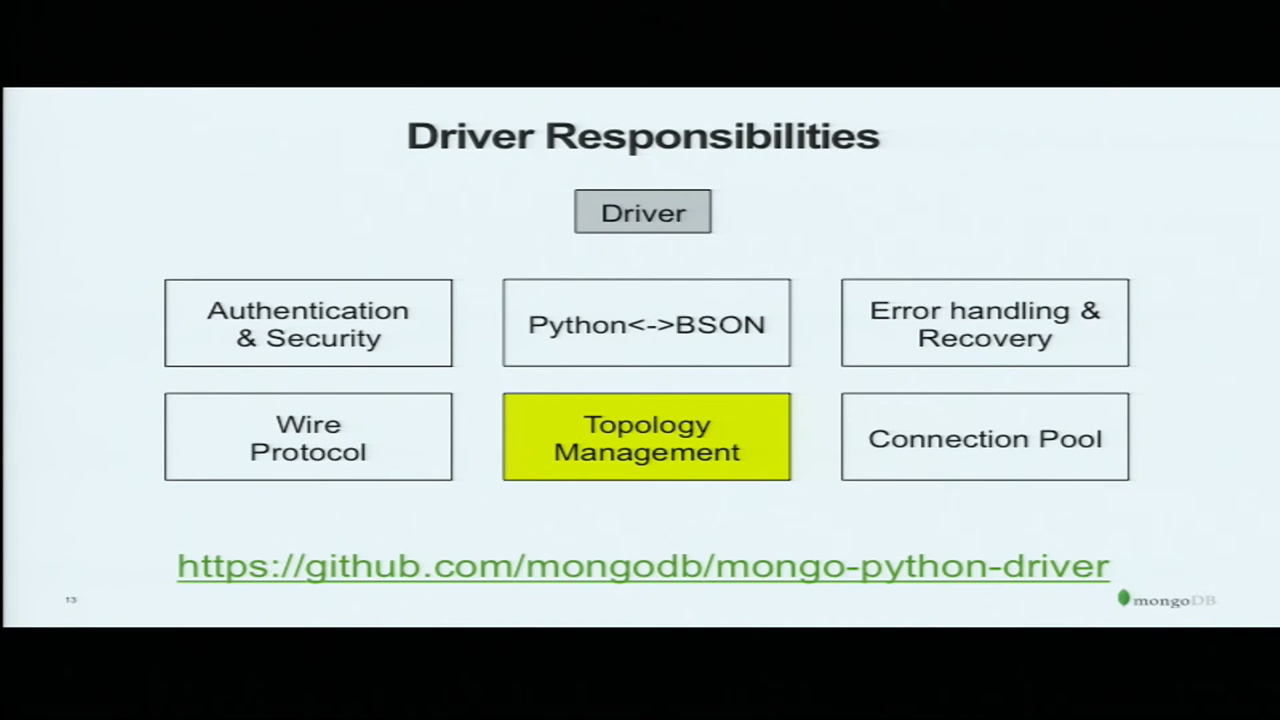 Driver Responsibilities
Driver
Authentication
& Security
Python<->BSON
Error handling &
Recovery
Wire
Protocol
Topology
Management
Connection Pool
https://github.com/mongodb/mongo-python-driver
13
mongoDB